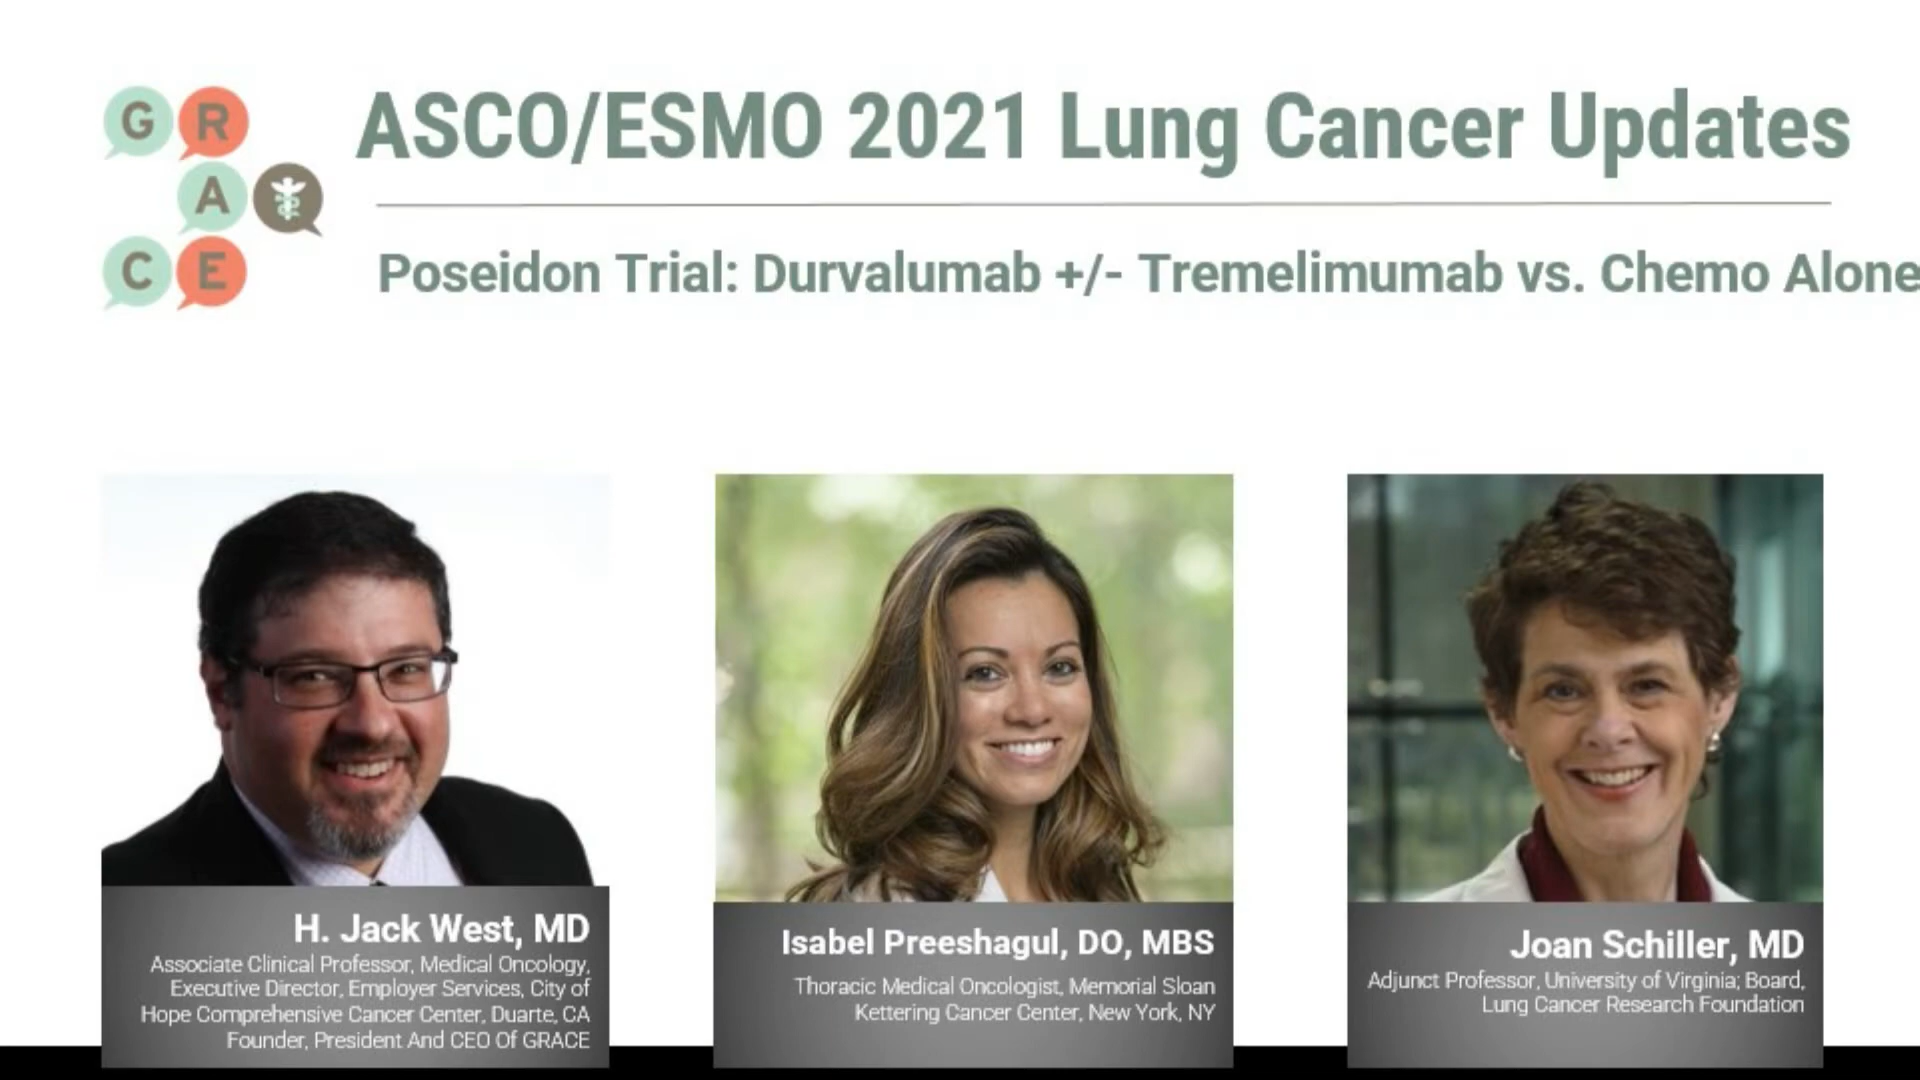 G R
A
C E
ASCO/ESMO 2021 Lung Cancer Updates
Poseidon Trial: Durvalumab +/- Tremelimumab vs. Chemo Alone
H. Jack West, MD
Associate Clinical Professor, Medical Oncology,
Executive Director, Employer Services, City of
Hope Comprehensive Cancer Center, Duarte, CA
Founder, President And CEO Of GRACE
Isabel Preeshagul, DO, MBS
Thoracic Medical Oncologist, Memorial Sloan
Kettering Cancer Center, New York, NY
Joan Schiller, MD
Adjunct Professor, University of Virginia; Board,
Lung Cancer Research Foundation